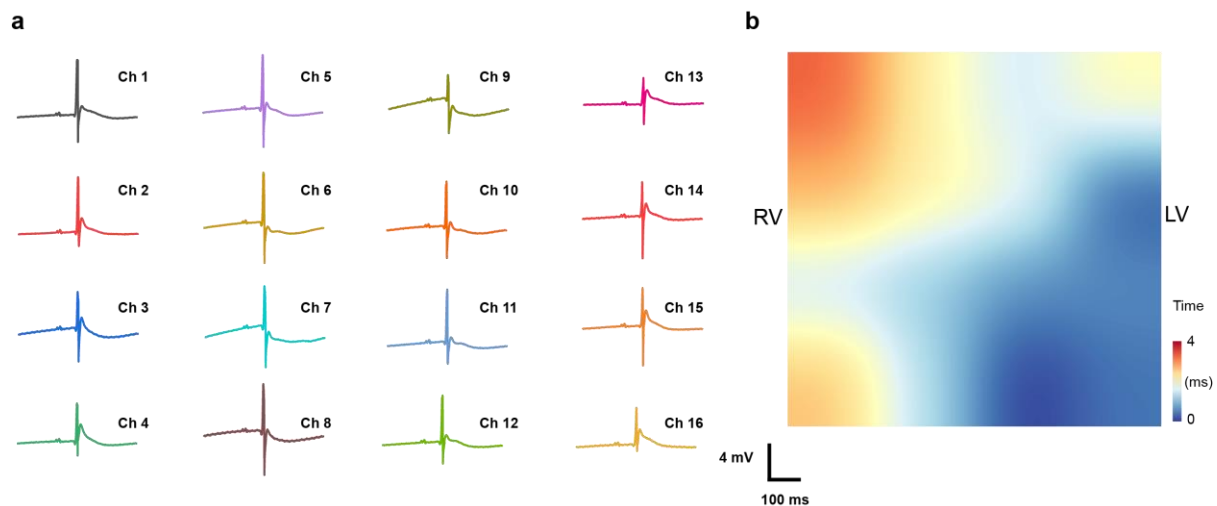 a
b
Ch 1
Ch 5
Ch 9
Ch 13
Ch 2
Ch 6
Ch 10
Ch 14
Ch 3
Ch 7
Ch 11
Ch 15
Ch 4
Ch 8
Ch 12
Ch 16
RV
LV
Time
4
(ms)
0
4 mV
100 ms